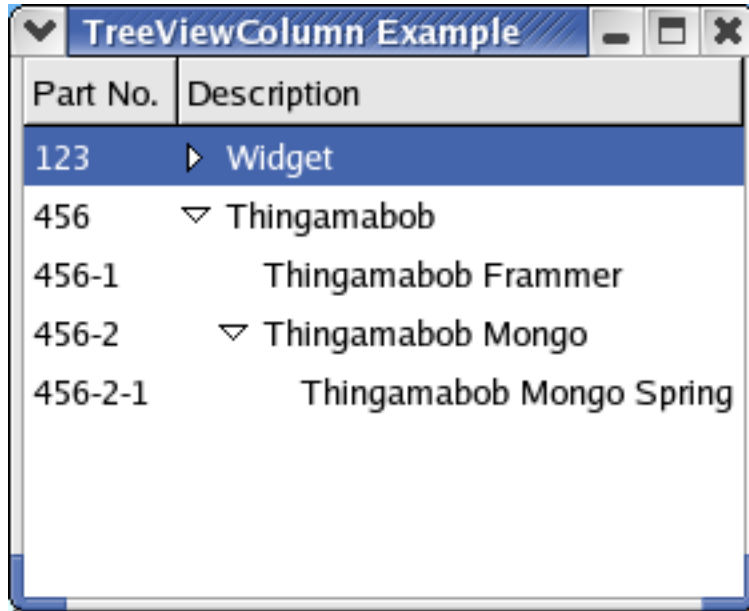 TreeViewColumn Example
Part No. Description
123 Widget
456 Thingamabob
456-1 Thingamabob Frammer
456-2 Thingamabob Mongo
456-2-1 Thingamabob Mongo Spring